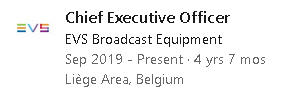 EVS
Chief Executive Officer
EVS Broadcast Equipment
Sep 2019 - Present · 4 yrs 7 mos
Liège Area, Belgium